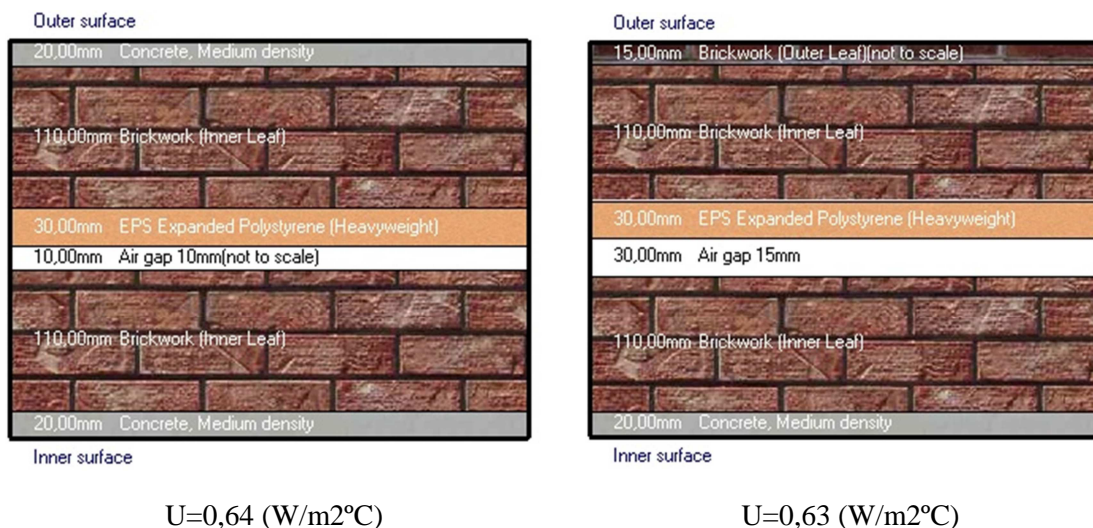 Outer surface
20,00mm Concrete, Medium density
110,00mm Brickwork (Inner Leaf)
30,00mm EPS Expanded Polystyrene (Heavyweight)
10,00mm Air gap 10mm(not to scale)
110,00mm Brickwork (Inner Leaf)
20,00mm Concrete, Medium density
Inner surface
U=0,64 (W/m2ºC)
Outer surface
15,00mm Brickwork (Outer Leaf)(not to scale)
110,00mm Brickwork (Inner Leaf)
30,00mm EPS Expanded Polystyrene (Heavyweight)
30,00mm Air gap 15mm
110,00mm Brickwork (Inner Leaf)
20,00mm Concrete, Medium density
Inner surface
U=0,63 (W/m2ºC)